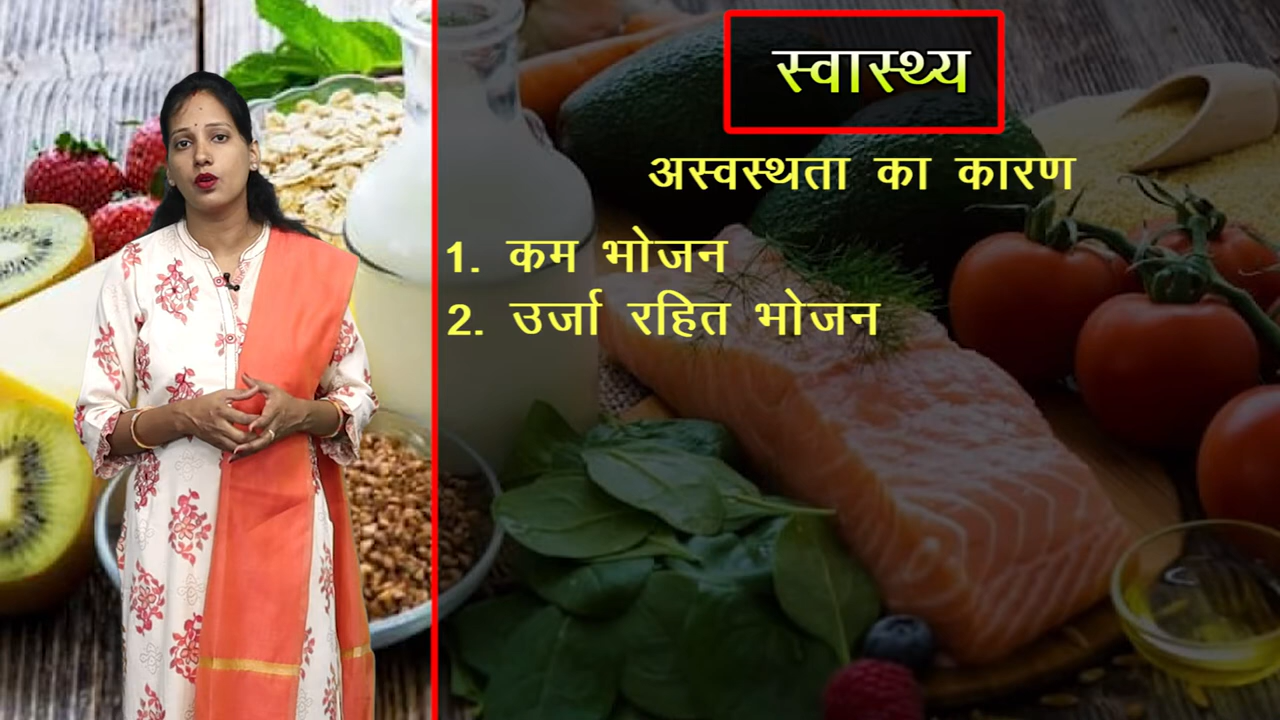 स्वास्थ्य
अस्वस्थता का कारण
1. कम भोजन
2. उर्जा रहित भोजन